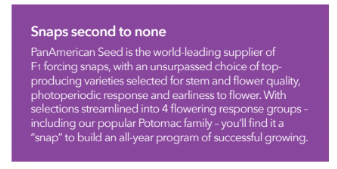 Snaps second to none
PanAmerican Seed is the world-leading supplier of
F1 forcing snaps, with an unsurpassed choice of top-
producing varieties selected for stem and flower quality,
photoperiodic response and earliness to flower. With
selections streamlined into 4 flowering response groups –
including our popular Potomac family – you'll find it a
“snap” to build an all-year program of successful growing.